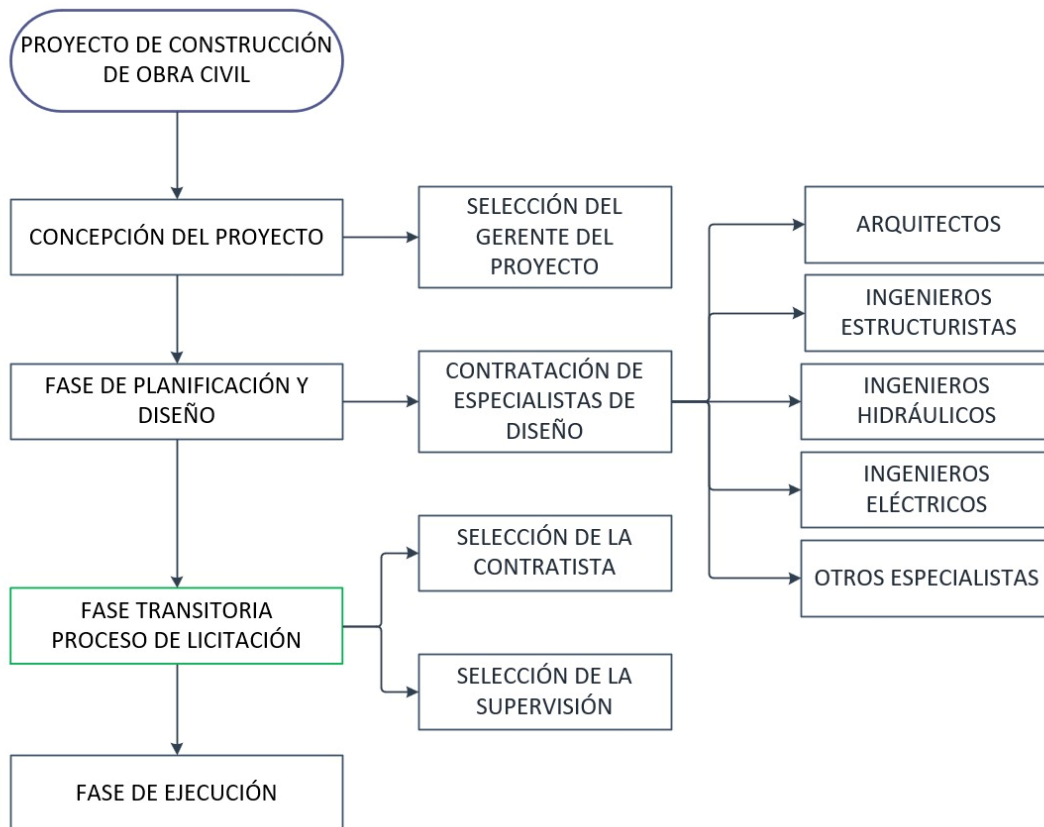 PROYECTO DE CONSTRUCCIÓN
DE OBRA CIVIL
CONCEPCIÓN DEL PROYECTO
SELECCIÓN DEL
GERENTE DEL
PROYECTO
FASE DE PLANIFICACIÓN Y
DISEÑO
CONTRATACIÓN DE
ESPECIALISTAS DE
DISEÑO
ARQUITECTOS
INGENIEROS
ESTRUCTURISTAS
INGENIEROS
HIDRÁULICOS
INGENIEROS
ELÉCTRICOS
OTROS ESPECIALISTAS
FASE TRANSITORIA
PROCESO DE LICITACIÓN
SELECCIÓN DE LA
CONTRATISTA
SELECCIÓN DE LA
SUPERVISIÓN
FASE DE EJECUCIÓN